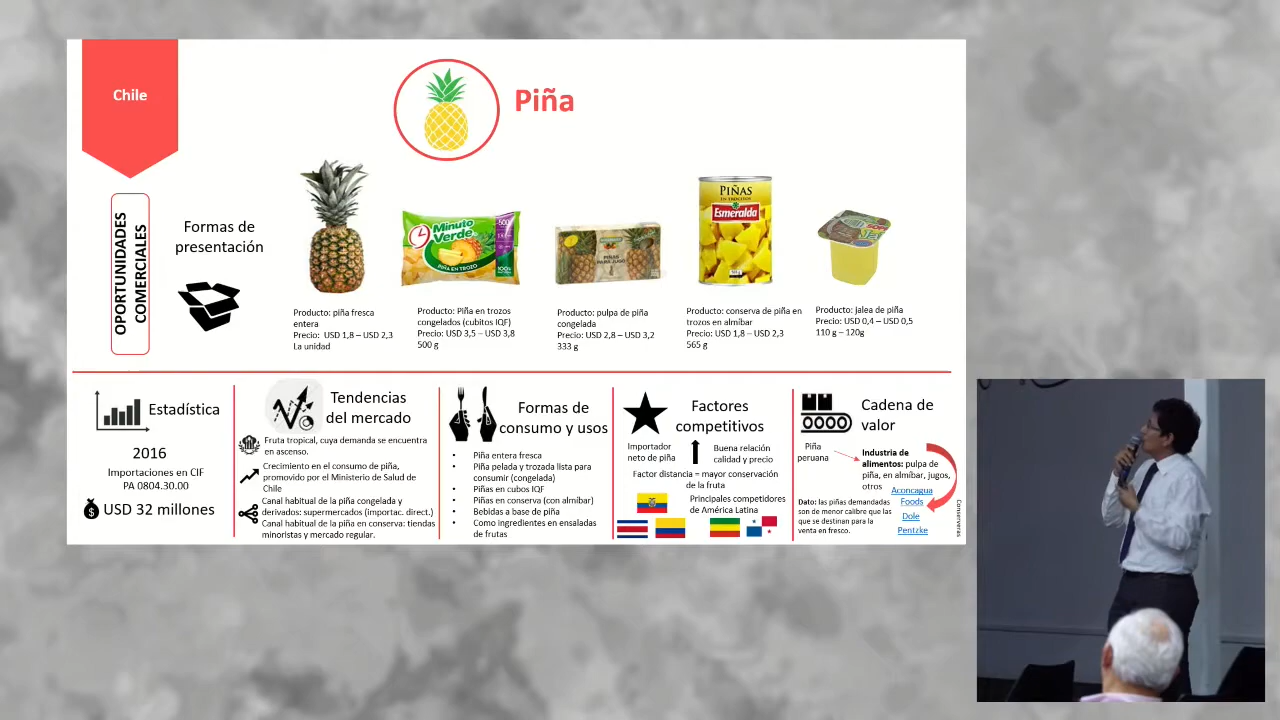 Chile
Piña
OPORTUNIDADES
COMERCIALES
Formas de
presentación
Minuto
Verde
500
PIÑA EN TROZO
100%
PIÑAS
PARA JUGO
PIÑAS
EN TROCITOS
Esmeralda
Producto: piña fresca
entera
Precio: USD 1,8 – USD 2,3
La unidad
Producto: Piña en trozos
congelados (cubitos IQF)
Precio: USD 3,5 – USD 3,8
500 g
Producto: pulpa de piña
congelada
Precio: USD 2,8 – USD 3,2
333 g
Producto: conserva de piña en
trozos en almíbar
Precio: USD 1,8 – USD 2,3
565 g
Producto: jalea de piña
Precio: USD 0,4 – USD 0,5
110 g – 120g
Estadística
2016
Importaciones en CIF
PA 0804.30.00
USD 32 millones
Tendencias
del mercado
Fruta tropical, cuya demanda se encuentra
en ascenso.
Crecimiento en el consumo de piña,
promovido por el Ministerio de Salud de
Chile
Canal habitual de la piña congelada y
derivados: supermercados (importac. direct.)
Canal habitual de la piña en conserva: tiendas
minoristas y mercado regular.
Formas de
consumo y usos
• Piña entera fresca
• Piña pelada y trozada lista para
consumir (congelada)
• Piñas en cubos IQF
• Piñas en conserva (con almibar)
• Bebidas a base de piña
• Como ingredientes en ensaladas
de frutas
Factores
competitivos
Importador
neto de piña
Buena relación
calidad y precio
Factor distancia = mayor conservación
de la fruta
Principales competidores
de América Latina
Cadena de
valor
Piña
peruana
Industria de
alimentos: pulpa de
piña, en almibar, jugos,
otros
Aconcagua
Foods
Dole
Pentzke
Dato: las piñas demandadas
son de menor calibre que las
que se destinan para la
venta en fresco.
Conserveras